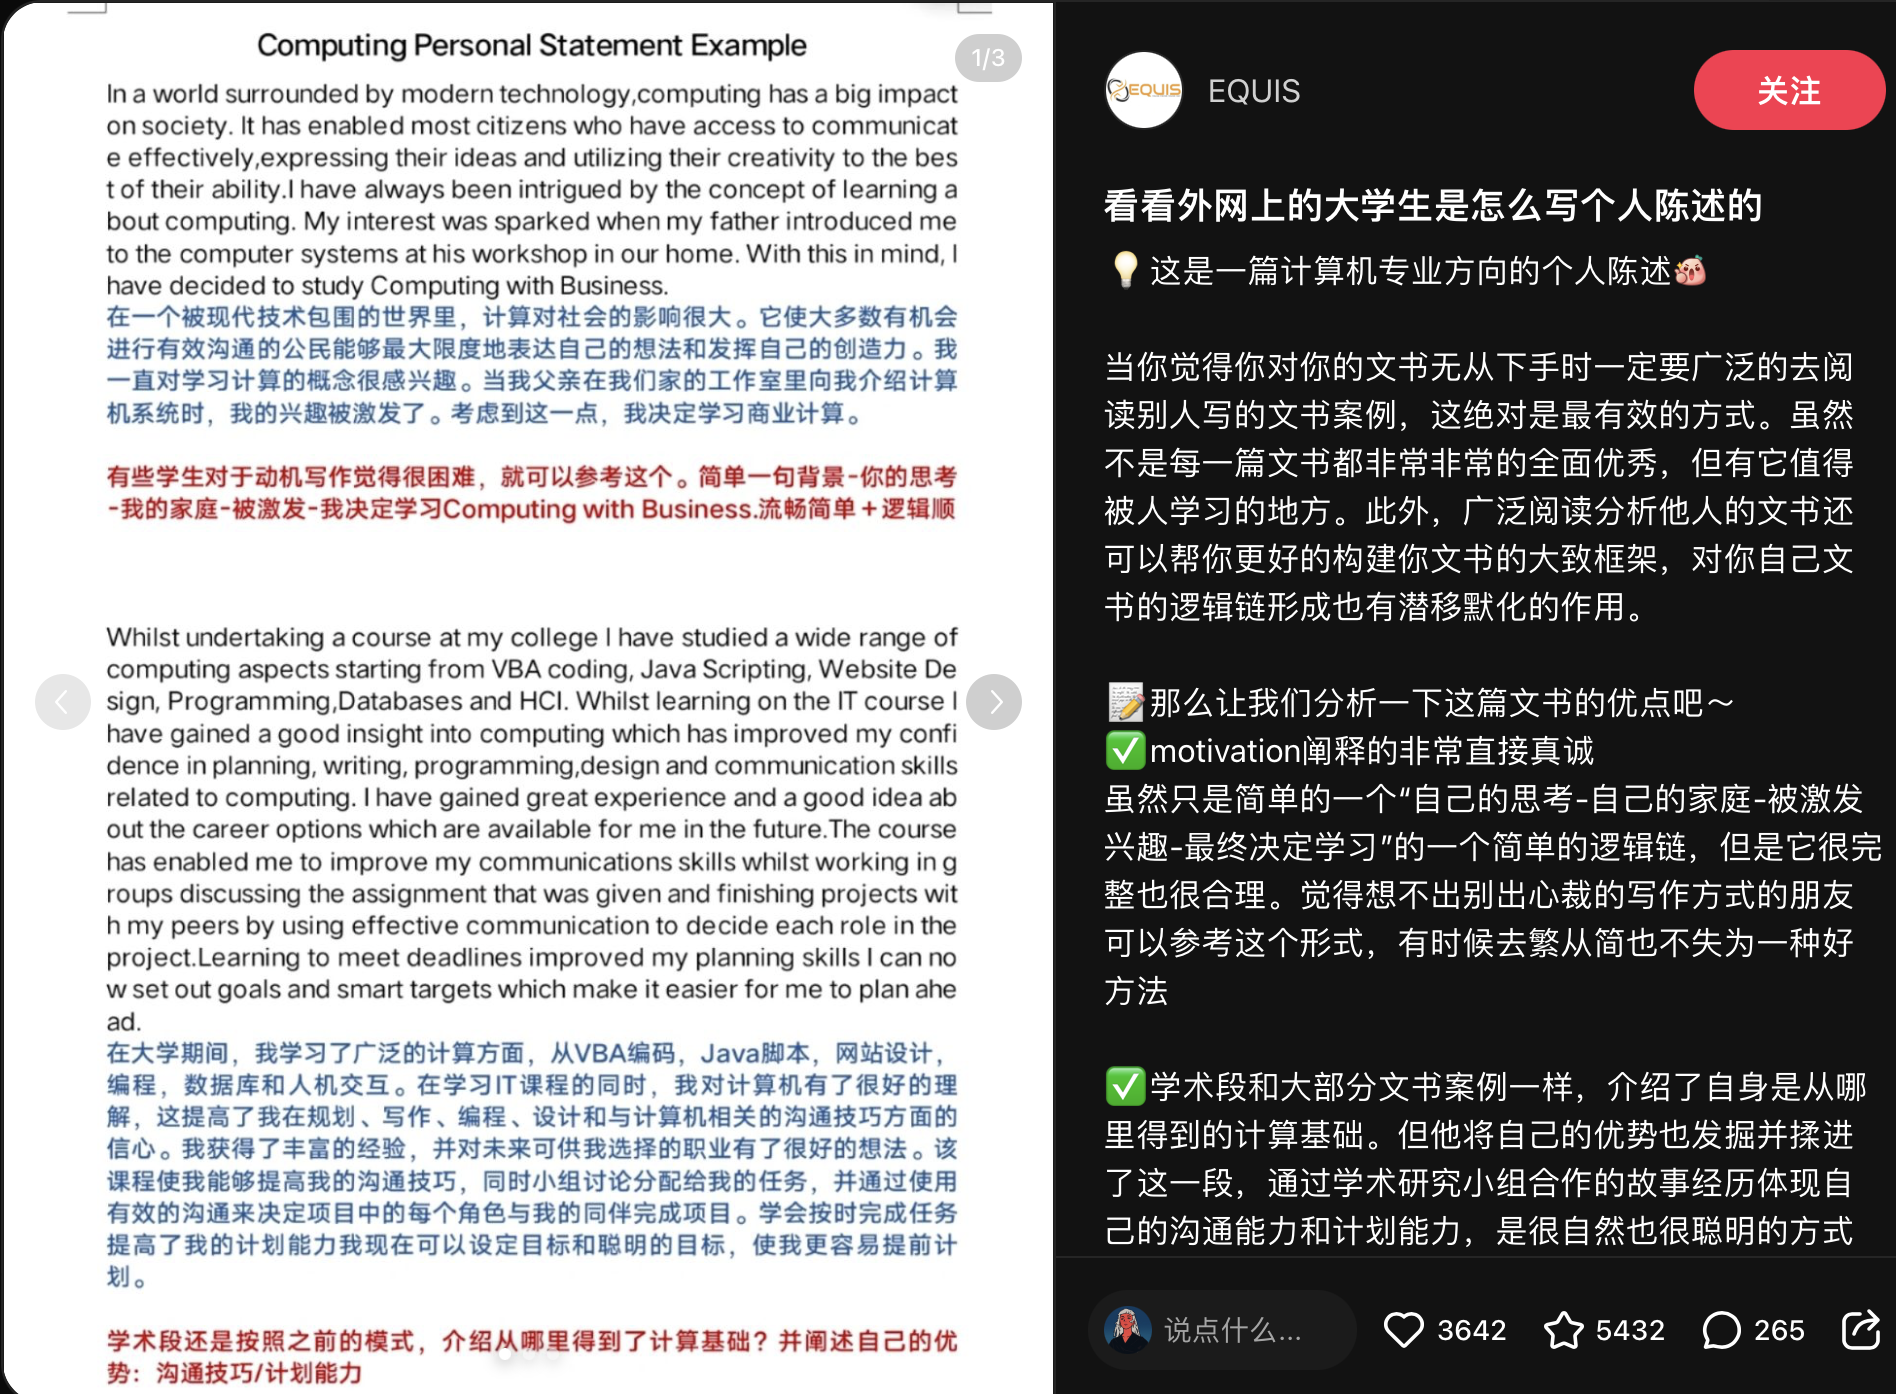 Computing Personal Statement Example
1/3
In a world surrounded by modern technology,computing has a big impact
on society. It has enabled most citizens who have access to communicat
e effectively,expressing their ideas and utilizing their creativity to the bes
t of their ability.I have always been intrigued by the concept of learning a
bout computing. My interest was sparked when my father introduced me
to the computer systems at his workshop in our home. With this in mind, I
have decided to study Computing with Business.
在一个被现代技术包围的世界里，计算对社会的影响很大。它使大多数有机会
进行有效沟通的公民能够最大限度地表达自己的想法和发挥自己的创造力。我
一直对学习计算的概念很感兴趣。当我父亲在我们家的工作室里向我介绍计算
机系统时，我的兴趣被激发了。考虑到这一点，我决定学习商业计算。
有些学生对于动机写作觉得很困难，就可以参考这个。简单一句背景-你的思考
-我的家庭-被激发-我决定学习Computing with Business.流畅简单＋逻辑顺
Whilst undertaking a course at my college I have studied a wide range of
computing aspects starting from VBA coding, Java Scripting, Website De
sign, Programming,Databases and HCI. Whilst learning on the IT course I
have gained a good insight into computing which has improved my confi
dence in planning, writing, programming,design and communication skills
related to computing. I have gained great experience and a good idea ab
out the career options which are available for me in the future.The course
has enabled me to improve my communications skills whilst working in g
roups discussing the assignment that was given and finishing projects wit
h my peers by using effective communication to decide each role in the
project.Learning to meet deadlines improved my planning skills I can no
w set out goals and smart targets which make it easier for me to plan ahe
ad.
在大学期间，我学习了广泛的计算方面，从VBA编码，Java脚本，网站设计，
编程，数据库和人机交互。在学习IT课程的同时，我对计算机有了很好的理
解，这提高了我在规划、写作、编程、设计和与计算机相关的沟通技巧方面的
信心。我获得了丰富的经验，并对未来可供我选择的职业有了很好的想法。该
课程使我能够提高我的沟通技巧，同时小组讨论分配给我的任务，并通过使用
有效的沟通来决定项目中的每个角色与我的同伴完成项目。学会按时完成任务
提高了我的计划能力我现在可以设定目标和聪明的目标，使我更容易提前计
划。
学术段还是按照之前的模式，介绍从哪里得到了计算基础？并阐述自己的优
势：沟通技巧/计划能力
EQUIS
EQUIS
关注
看看外网上的大学生是怎么写个人陈述的
💡这是一篇计算机专业方向的个人陈述
当你觉得你对你的文书无从下手时一定要广泛的去阅
读别人写的文书案例，这绝对是最有效的方式。虽然
不是每一篇文书都非常非常的全面优秀，但有它值得
被人学习的地方。此外，广泛阅读分析他人的文书还
可以帮你更好的构建你文书的大致框架，对你自己文
书的逻辑链形成也有潜移默化的作用。
📝那么让我们分析一下这篇文书的优点吧～
✅motivation阐释的非常直接真诚
虽然只是简单的一个“自己的思考-自己的家庭-被激发
兴趣-最终决定学习”的一个简单的逻辑链，但是它很完
整也很合理。觉得想不出别出心裁的写作方式的朋友
可以参考这个形式，有时候去繁从简也不失为一种好
方法
✅学术段和大部分文书案例一样，介绍了自身是从哪
里得到的计算基础。但他将自己的优势也发掘并揉进
了这一段，通过学术研究小组合作的故事经历体现自
己的沟通能力和计划能力，是很自然也很聪明的方式
说点什么...
3642
5432
265